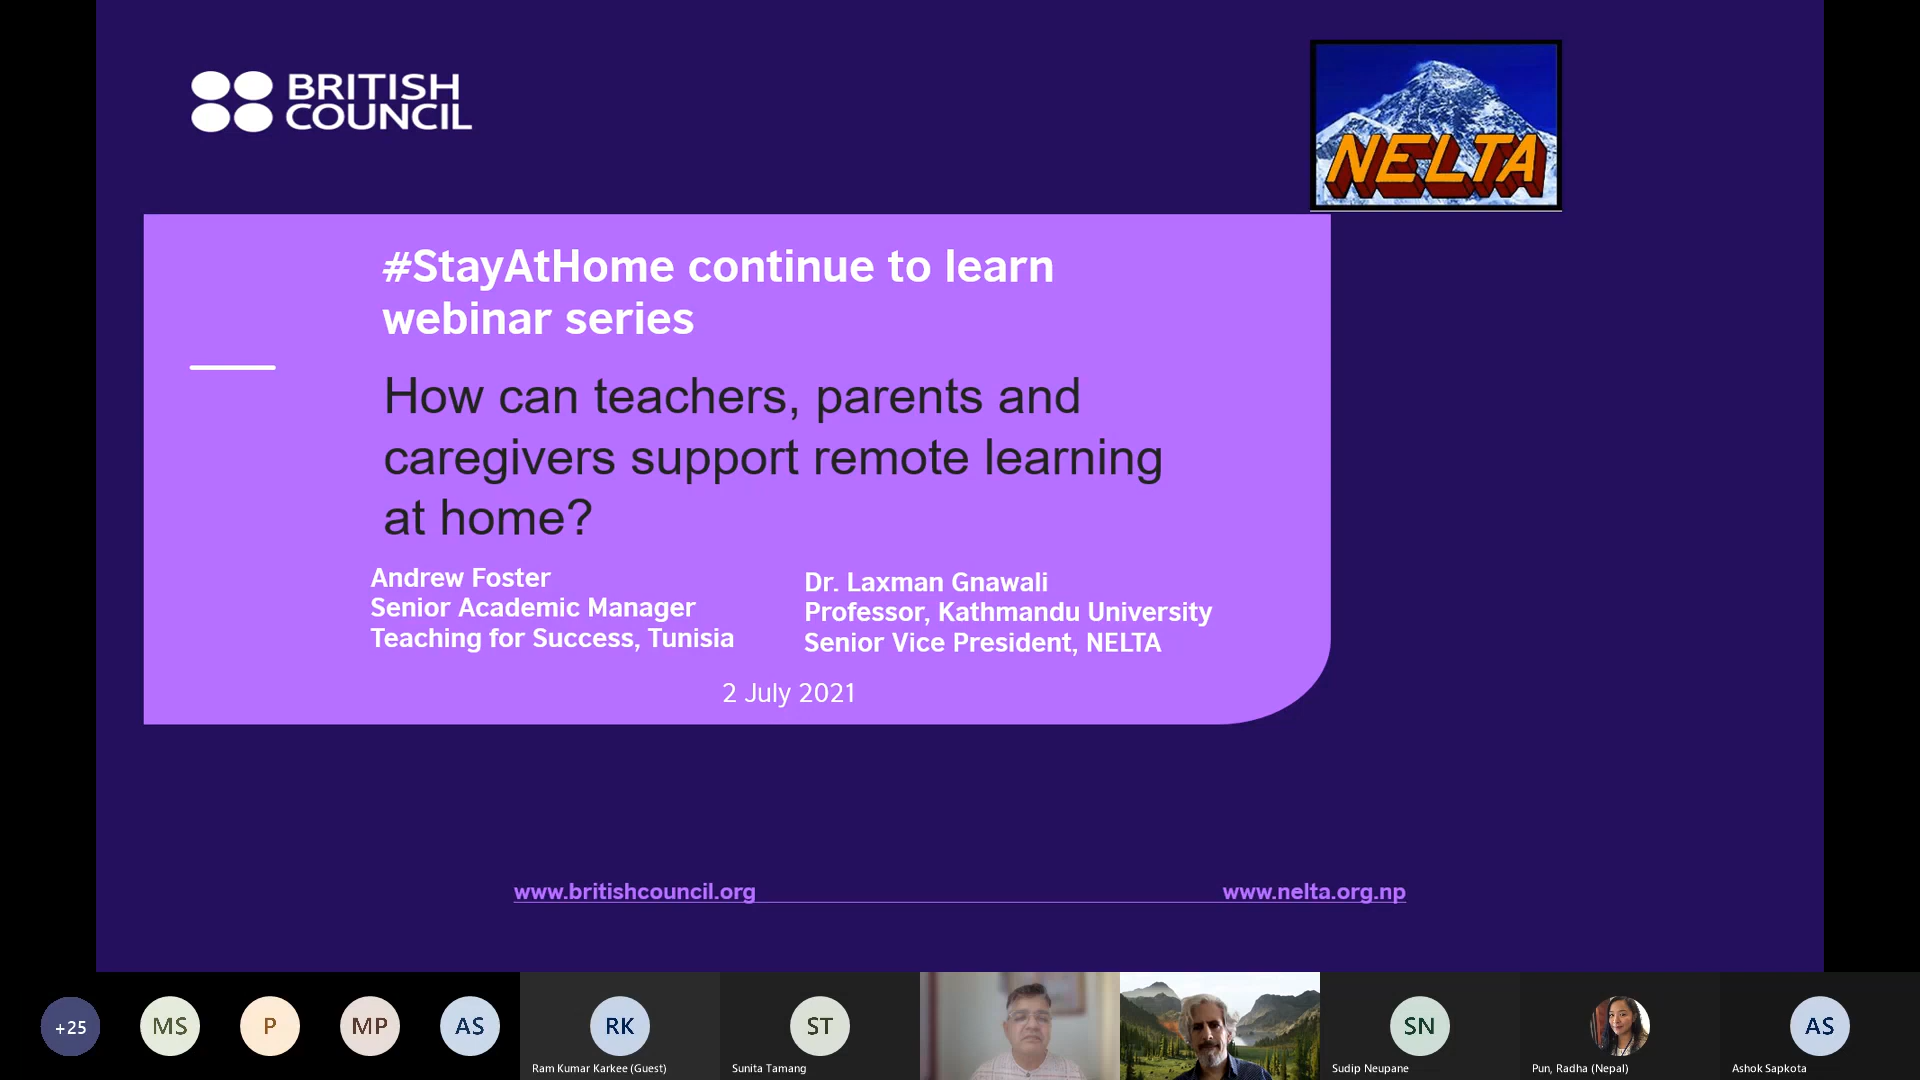 BRITISH
COUNCIL
NELTA
#StayAtHome continue to learn
webinar series
How can teachers, parents and
caregivers support remote learning
at home?
Andrew Foster
Senior Academic Manager
Teaching for Success, Tunisia
Dr. Laxman Gnawali
Professor, Kathmandu University
Senior Vice President, NELTA
2 July 2021
www.britishcouncil.org
www.nelta.org.np
+25
MS
P
MP
AS
RK
Ram Kumar Karkee (Guest)
ST
Sunita Tamang
SN
Sudip Neupane
Pun, Radha (Nepal)
AS
Ashok Sapkota